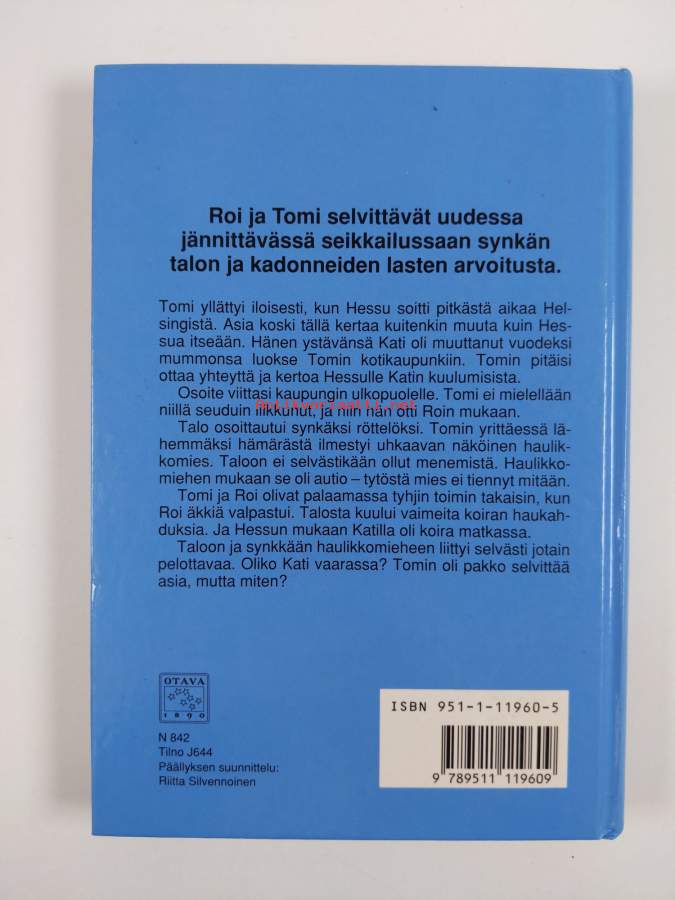 Roi ja Tomi selvittävät uudessa
jännittävässä seikkailussaan synkän
talon ja kadonneiden lasten arvoitusta.
Tomi yllättyi iloisesti, kun Hessu soitti pitkästä aikaa Hel-
singistä. Asia koski tällä kertaa kuitenkin muuta kuin Hes-
sua itseään. Hänen ystävänsä Kati oli muuttanut vuodeksi
mummonsa luokse Tomin kotikaupunkiin. Tomin pitäisi
ottaa yhteyttä ja kertoa Hessulle Katin kuulumisista.
Osoite viittasi kaupungin ulkopuolelle. Tomi ei mielellään
Antikvariaatti.net
niillä seuduin liikkunut, ja niin hän otti Roin mukaan.
Talo osoittautui synkäksi rötteloksi. Tomin yrittäessä lä-
hemmäksi hämärästä ilmestyi uhkaavan näköinen haulik-
komies. Taloon ei selvästikään ollut menemistä. Haulikko-
miehen mukaan se oli autio – tytöstä mies ei tiennyt mitään.
Tomi ja Roi olivat palaamassa tyhjin toimin takaisin, kun
Roi äkkiä valpastui. Talosta kuului vaimeita koiran haukah-
duksia. Ja Hessun mukaan Katilla oli koira matkassa.
Taloon ja synkkään haulikkomieheen liittyi selvästi jotain
pelottavaa. Oliko Kati vaarassa? Tomin oli pakko selvittää
asia, mutta miten?
OTAVA
1890
N 842
Tilno J644
Päällyksen suunnittelu:
Riitta Silvennoinen
ISBN 951-1-11960-5
9 789511 119609